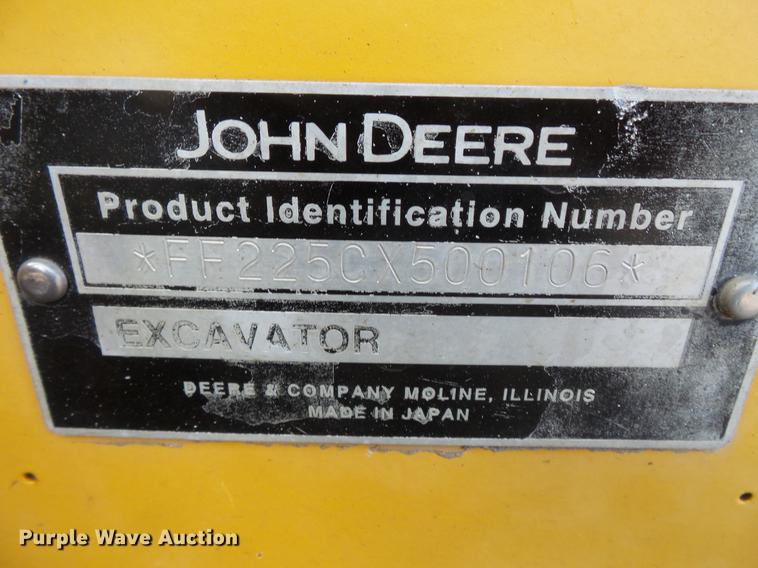 JOHN DEERE
Product Identification Number
*FF225CX500106*
EXCAVATOR
DEERE & COMPANY MOLINE, ILLINOIS
MADE IN JAPAN
Purple Wave Auction